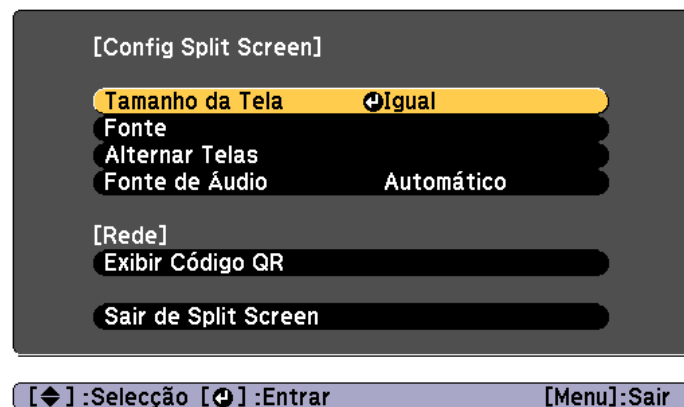 [Config Split Screen]
Tamanho da Tela Igual
Fonte
Alternar Telas
Fonte de Áudio Automático
[Rede]
Exibir Código QR
Sair de Split Screen
[ ] :Selecção [ ] :Entrar [Menu]:Sair